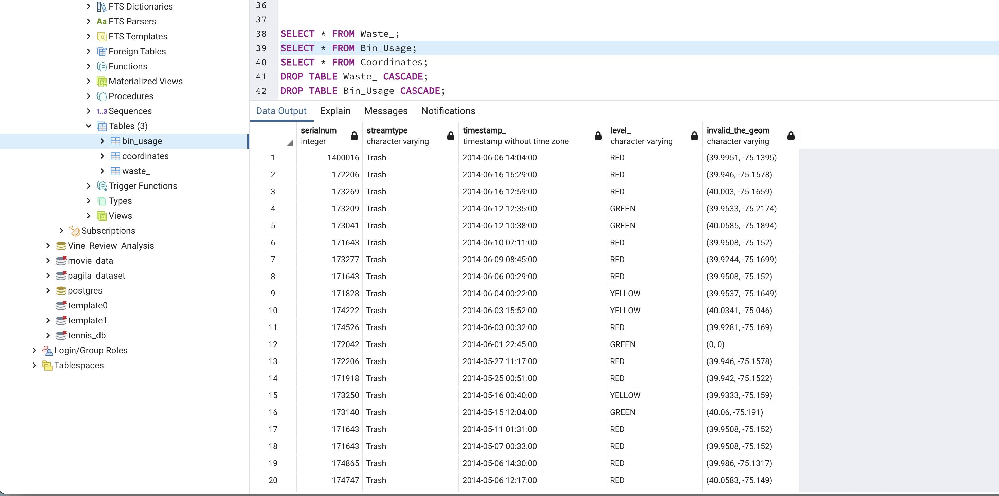 FTS Dictionaries
Aa FTS Parsers
FTS Templates
Foreign Tables
Functions
Materialized Views
Procedures
1..3 Sequences
Tables (3)
bin_usage
coordinates
waste_
Trigger Functions
Types
Views
Subscriptions
Vine_Review_Analysis
movie_data
pagila_dataset
postgres
template0
template1
tennis_db
Login/Group Roles
Tablespaces
36
37
38 SELECT * FROM Waste_;
39 SELECT * FROM Bin_Usage;
40 SELECT * FROM Coordinates;
41 DROP TABLE Waste_ CASCADE;
42 DROP TABLE Bin_Usage CASCADE;
Data Output Explain Messages Notifications
serialnum streamtype timestamp_ level_ invalid_the_geom
integer character varying timestamp without time zone character varying character varying
1 1400016 Trash 2014-06-06 14:04:00 RED (39.9951, -75.1395)
2 172206 Trash 2014-06-16 16:29:00 RED (39.946, -75.1578)
3 173269 Trash 2014-06-16 12:59:00 RED (40.003, -75.1659)
4 173209 Trash 2014-06-12 12:35:00 GREEN (39.9533, -75.2174)
5 173041 Trash 2014-06-12 10:38:00 GREEN (40.0585, -75.1894)
6 171643 Trash 2014-06-10 07:11:00 RED (39.9508, -75.152)
7 173277 Trash 2014-06-09 08:45:00 RED (39.9244, -75.1699)
8 171643 Trash 2014-06-06 00:29:00 RED (39.9508, -75.152)
9 171828 Trash 2014-06-04 00:22:00 YELLOW (39.9537, -75.1649)
10 174222 Trash 2014-06-03 15:52:00 YELLOW (40.0341, -75.046)
11 174526 Trash 2014-06-03 00:32:00 RED (39.9281, -75.169)
12 172042 Trash 2014-06-01 22:45:00 GREEN (0, 0)
13 172206 Trash 2014-05-27 11:17:00 RED (39.946, -75.1578)
14 171918 Trash 2014-05-25 00:51:00 RED (39.942, -75.1522)
15 173250 Trash 2014-05-16 00:40:00 YELLOW (39.9333, -75.159)
16 173140 Trash 2014-05-15 12:04:00 GREEN (40.06, -75.191)
17 171643 Trash 2014-05-11 01:31:00 RED (39.9508, -75.152)
18 171643 Trash 2014-05-07 00:33:00 RED (39.9508, -75.152)
19 174865 Trash 2014-05-06 14:30:00 RED (39.986, -75.1317)
20 174747 Trash 2014-05-06 12:17:00 RED (40.0583, -75.149)